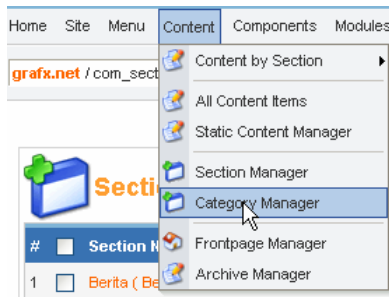 Home Site Menu Content Components Modules
grafx.net / com_sect
Content by Section
All Content Items
Static Content Manager
Section Manager
Secti
Category Manager
# Section N
Frontpage Manager
1 Berita ( Be
Archive Manager